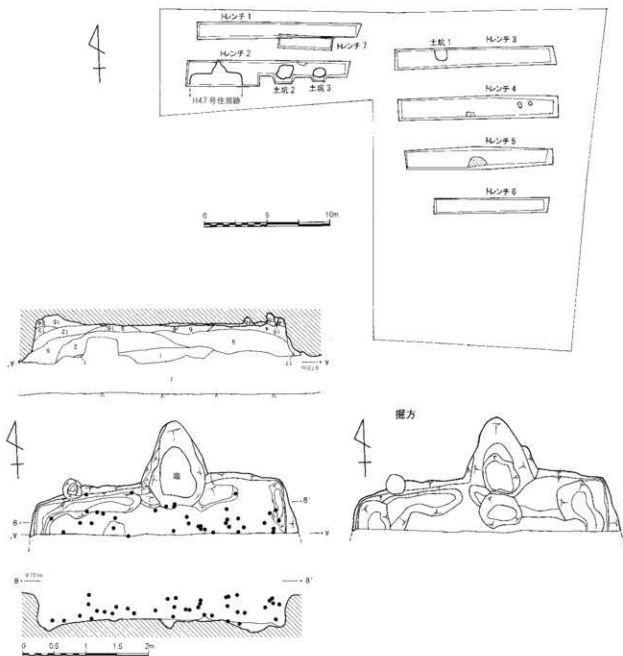 トレンチ 1
トレンチ 7
トレンチ 2
H47号住居跡
土坑 2
土坑 3
土坑 1
トレンチ 3
トレンチ 4
トレンチ 5
トレンチ 6
0 5 10m
A' A
掘方
竈
B B'
A' A
B B'
0 0.5 1 1.5 2m